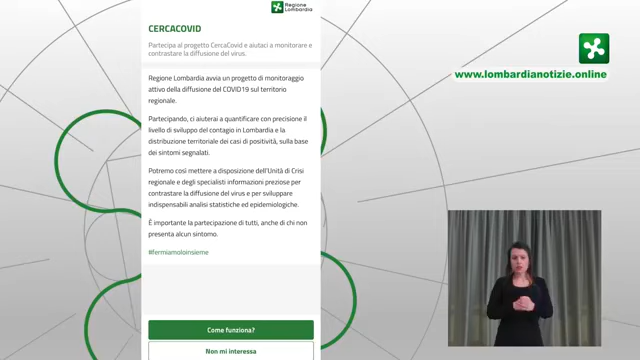 Regione
Lombardia
CERCACOVID
Partecipa al progetto CercaCovid e aiutaci a monitorare e
contrastare la diffusione del virus.
Regione Lombardia avvia un progetto di monitoraggio
attivo della diffusione del COVID19 sul territorio
regionale.
Partecipando, ci aiuterai a quantificare con precisione il
livello di sviluppo del contagio in Lombardia e la
distribuzione territoriale dei casi di positività, sulla base
dei sintomi segnalati.
Potremo così mettere a disposizione dell'Unità di Crisi
regionale e degli specialisti informazioni preziose per
contrastare la diffusione del virus e per sviluppare
indispensabili analisi statistiche ed epidemiologiche.
È importante la partecipazione di tutti, anche di chi non
presenta alcun sintomo.
#fermiamoloinsieme
Come funziona?
Non mi interessa
www.lombardianotizie.online